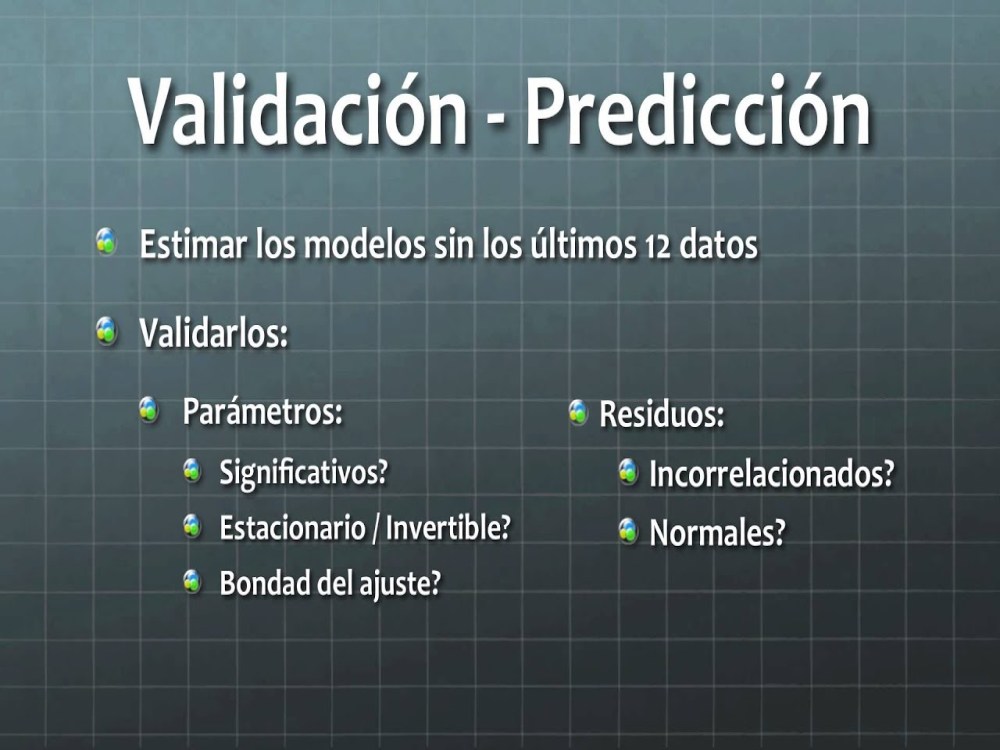 Validación - Predicción
Estimar los modelos sin los últimos 12 datos
Validarlos:
Parámetros:
Significativos?
Estacionario / Invertible?
Bondad del ajuste?
Residuos:
Incorrelacionados?
Normales?